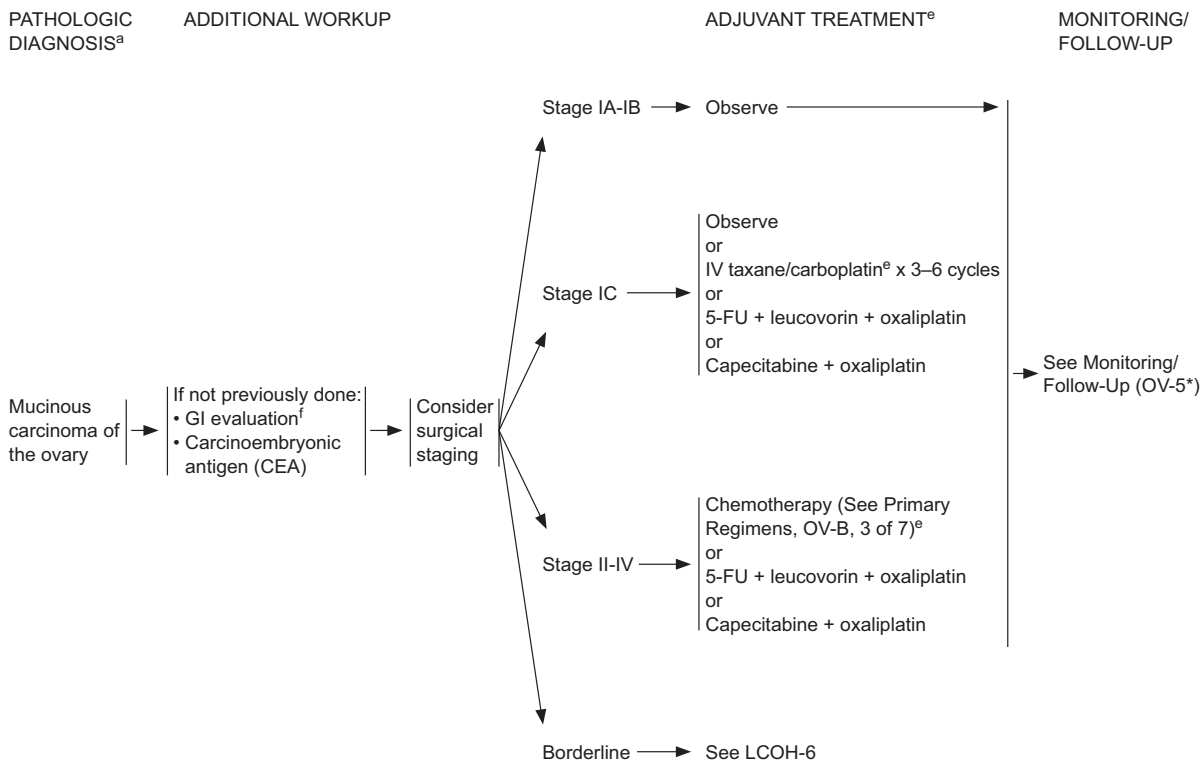 PATHOLOGIC
DIAGNOSISa
ADDITIONAL WORKUP
ADJUVANT TREATMENTe
MONITORING/
FOLLOW-UP
Mucinous
carcinoma of
the ovary
If not previously done:
• GI evaluationf
• Carcinoembryonic
antigen (CEA)
Consider
surgical
staging
Stage IA-IB
Observe
Stage IC
Observe
or
IV taxane/carboplatine x 3–6 cycles
or
5-FU + leucovorin + oxaliplatin
or
Capecitabine + oxaliplatin
Stage II-IV
Chemotherapy (See Primary
Regimens, OV-B, 3 of 7)e
or
5-FU + leucovorin + oxaliplatin
or
Capecitabine + oxaliplatin
Borderline
See LCOH-6
See Monitoring/
Follow-Up (OV-5*)